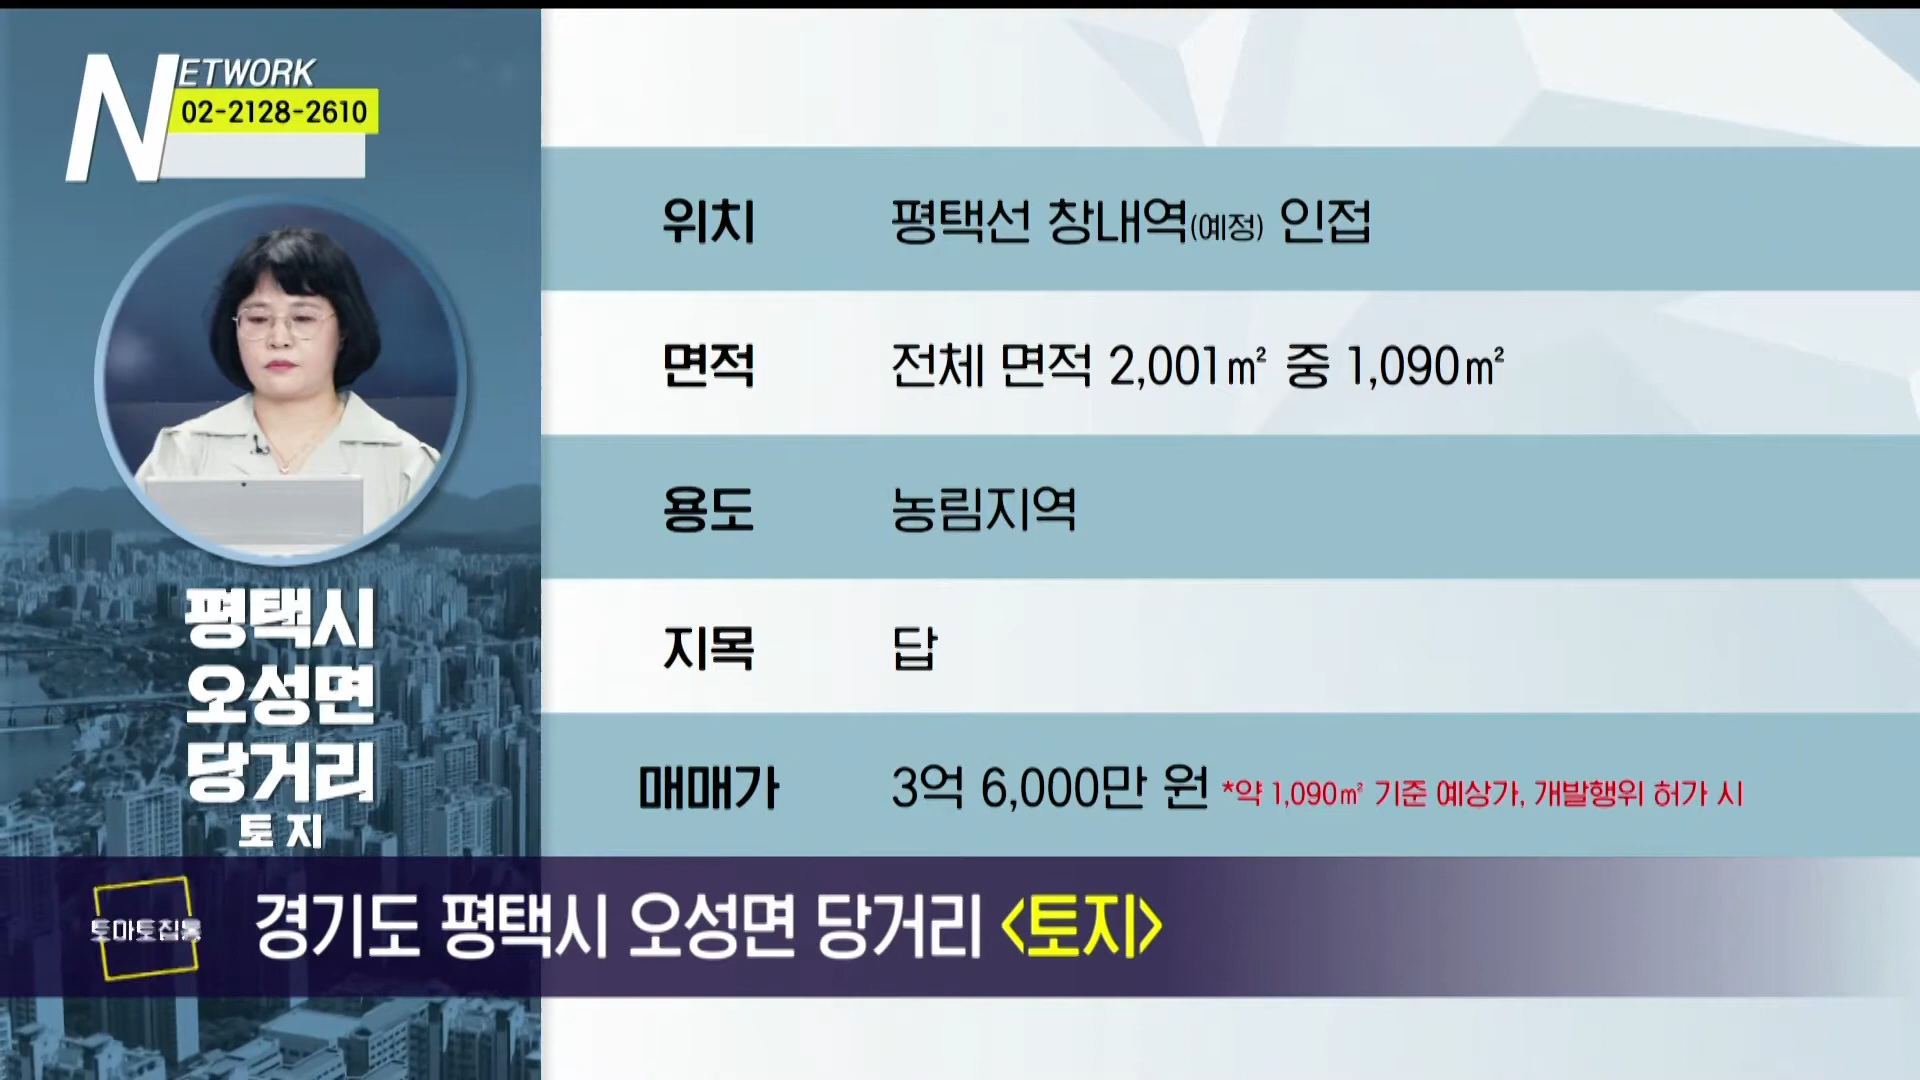 NETWORK
02-2128-2610
평택시
오성면
당거리
토지
위치 평택선 창내역(예정) 인접
면적 전체 면적 2,001㎡ 중 1,090㎡
용도 농림지역
지목 답
매매가 3억 6,000만 원 *약 1,090㎡ 기준 예상가, 개발행위 허가 시
토마토집통
경기도 평택시 오성면 당거리 <토지>